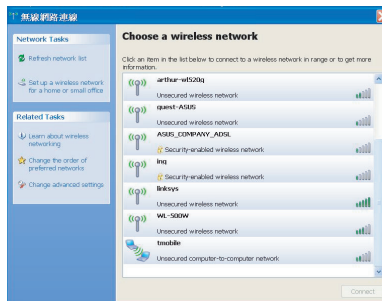 無線網路連線
Network Tasks
Refresh network list
Set up a wireless network
for a home or small office
Related Tasks
Learn about wireless
networking
Change the order of
preferred networks
Change advanced settings
Choose a wireless network
Click an item in the list below to connect to a wireless network in range or to get more
information.
arthur-wl520g
Unsecured wireless network
quest-ASUS
Unsecured wireless network
ASUS_COMPANY_ADSL
Security-enabled wireless network
inq
Security-enabled wireless network
linksys
Unsecured wireless network
WL-500W
Unsecured wireless network
tmobile
Unsecured computer-to-computer network
Connect